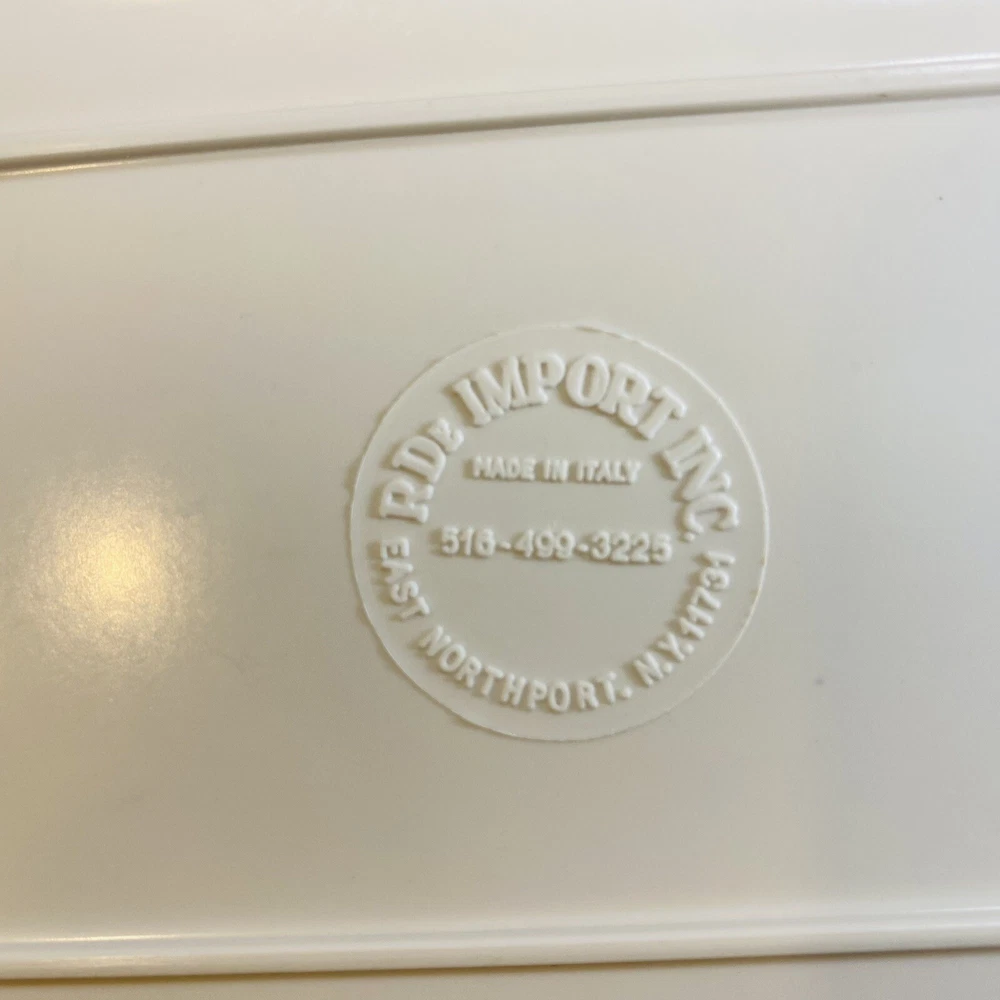 RDe IMPORT INC.
MADE IN ITALY
516-499-3225
EAST NORTHPORT. N.Y. 11731